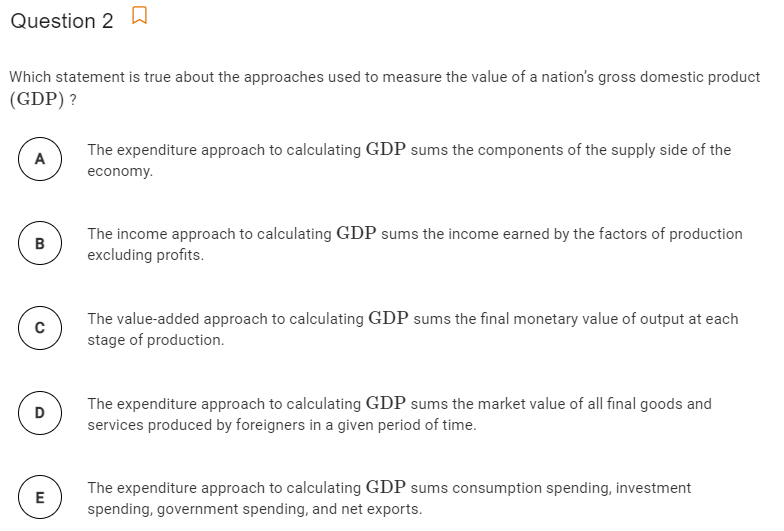 Question 2
Which statement is true about the approaches used to measure the value of a nation's gross domestic product
(GDP) ?
A
The expenditure approach to calculating GDP sums the components of the supply side of the
economy.
B
The income approach to calculating GDP sums the income earned by the factors of production
excluding profits.
C
The value-added approach to calculating GDP sums the final monetary value of output at each
stage of production.
D
The expenditure approach to calculating GDP sums the market value of all final goods and
services produced by foreigners in a given period of time.
E
The expenditure approach to calculating GDP sums consumption spending, investment
spending, government spending, and net exports.